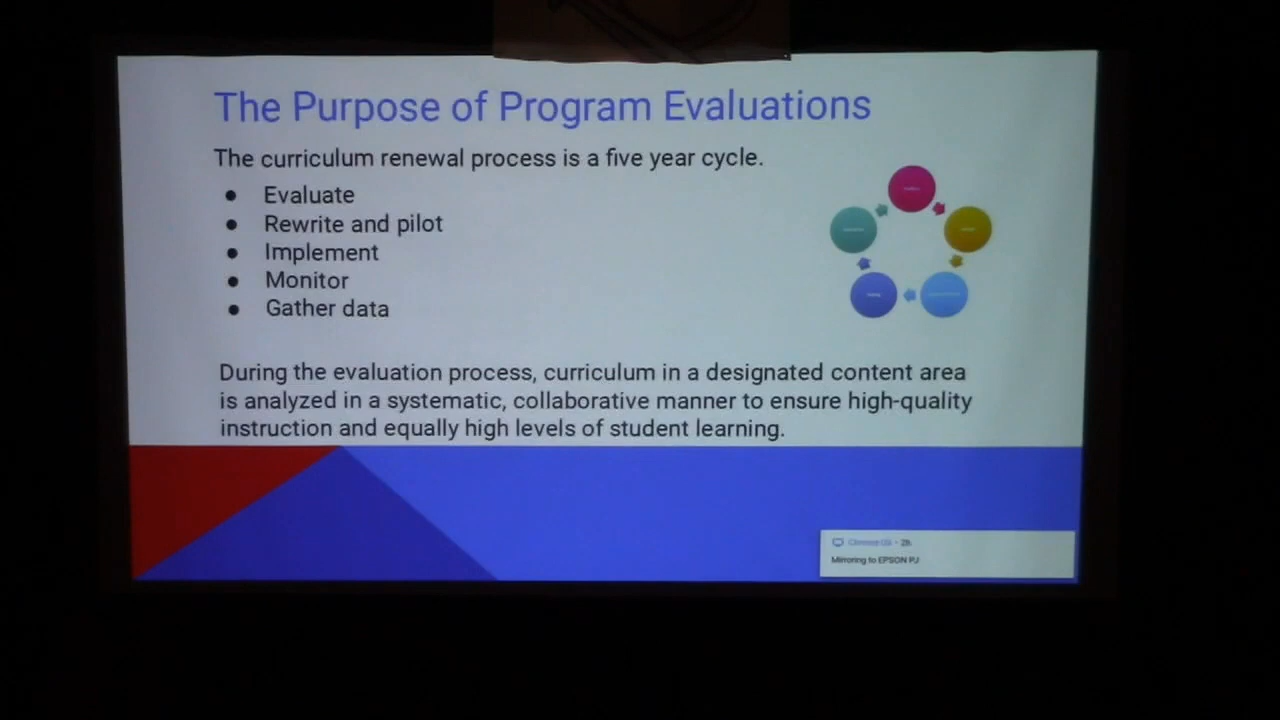 The Purpose of Program Evaluations
The curriculum renewal process is a five year cycle.
● Evaluate
● Rewrite and pilot
● Implement
● Monitor
● Gather data
During the evaluation process, curriculum in a designated content area
is analyzed in a systematic, collaborative manner to ensure high-quality
instruction and equally high levels of student learning.
Mirroring to EPSON PJ